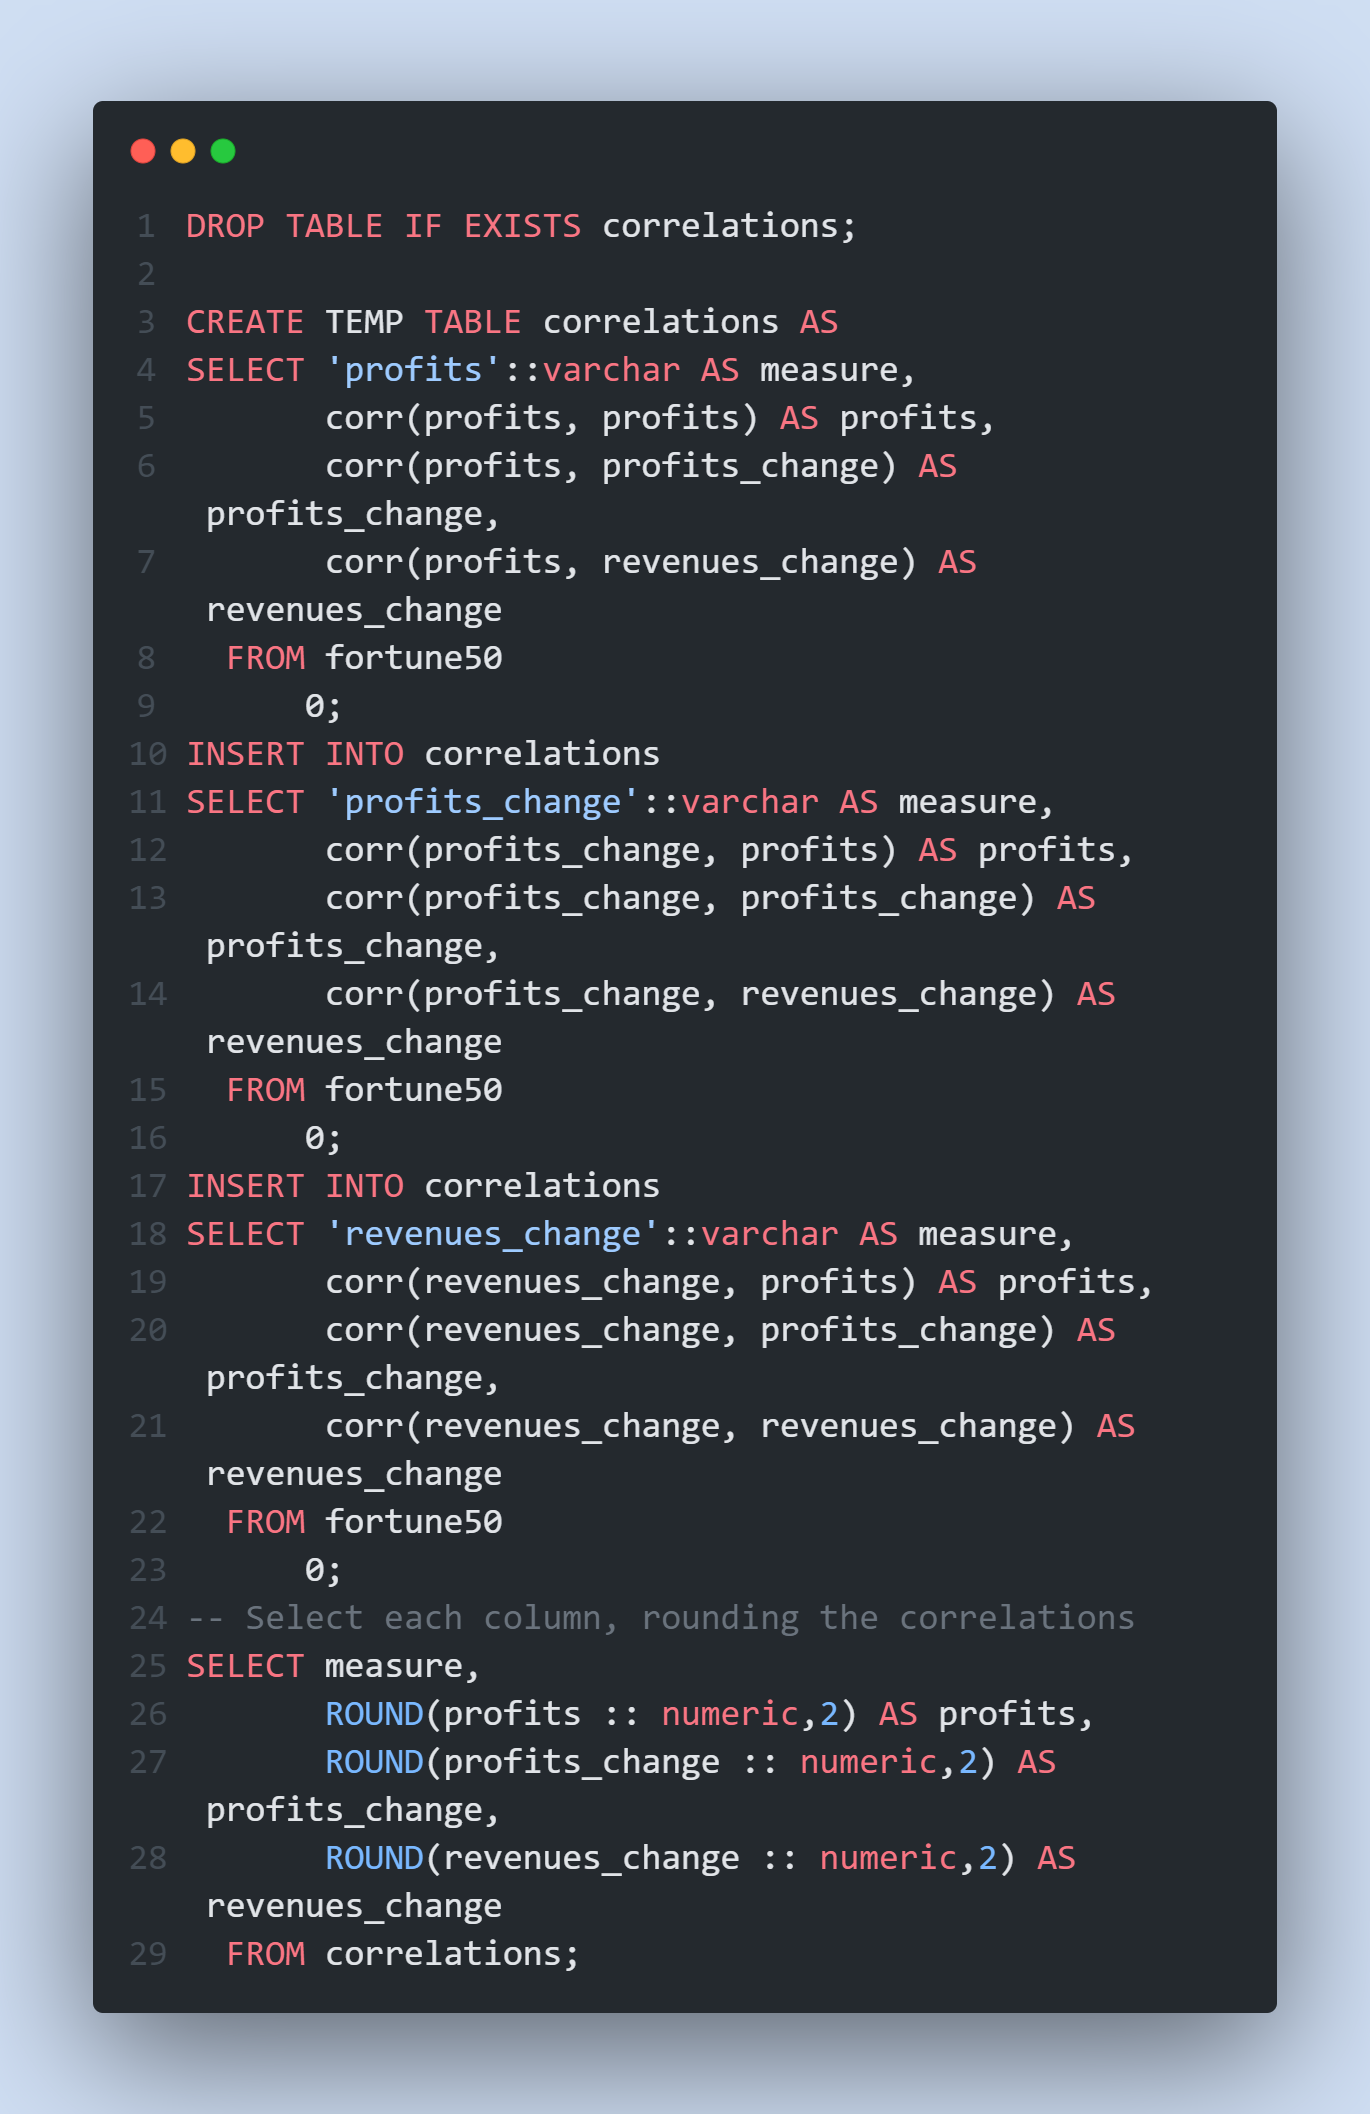 1 DROP TABLE IF EXISTS correlations;
2
3 CREATE TEMP TABLE correlations AS
4 SELECT 'profits'::varchar AS measure,
5        corr(profits, profits) AS profits,
6        corr(profits, profits_change) AS
profits_change,
7        corr(profits, revenues_change) AS
revenues_change
8   FROM fortune50
9       0;
10 INSERT INTO correlations
11 SELECT 'profits_change'::varchar AS measure,
12        corr(profits_change, profits) AS profits,
13        corr(profits_change, profits_change) AS
profits_change,
14        corr(profits_change, revenues_change) AS
revenues_change
15   FROM fortune50
16       0;
17 INSERT INTO correlations
18 SELECT 'revenues_change'::varchar AS measure,
19        corr(revenues_change, profits) AS profits,
20        corr(revenues_change, profits_change) AS
profits_change,
21        corr(revenues_change, revenues_change) AS
revenues_change
22   FROM fortune50
23       0;
24 -- Select each column, rounding the correlations
25 SELECT measure,
26        ROUND(profits :: numeric,2) AS profits,
27        ROUND(profits_change :: numeric,2) AS
profits_change,
28        ROUND(revenues_change :: numeric,2) AS
revenues_change
29   FROM correlations;